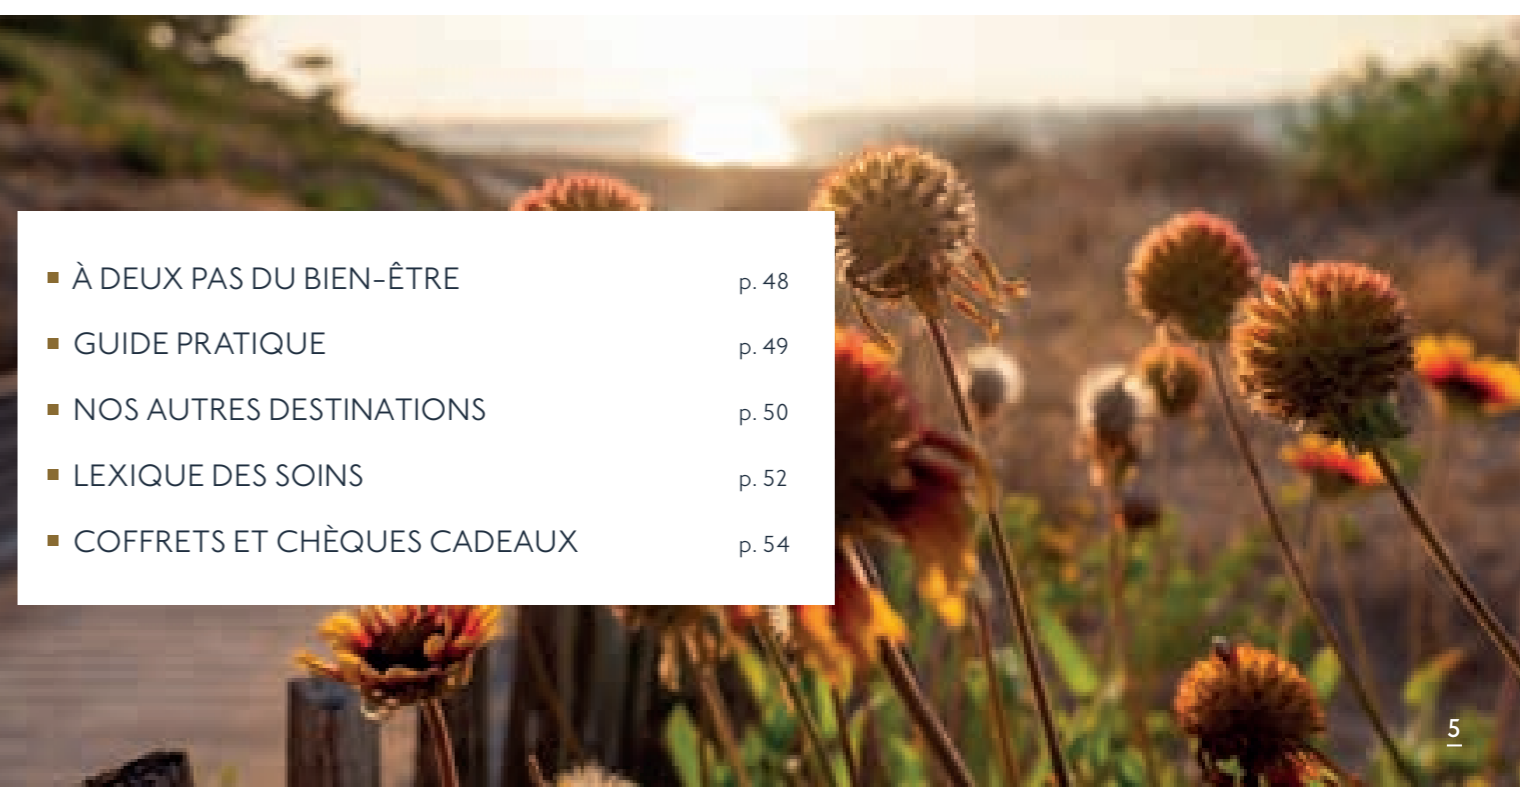 ▪ À DEUX PAS DU BIEN-ÊTRE p. 48
▪ GUIDE PRATIQUE p. 49
▪ NOS AUTRES DESTINATIONS p. 50
▪ LEXIQUE DES SOINS p. 52
▪ COFFRETS ET CHÈQUES CADEAUX p. 54
5